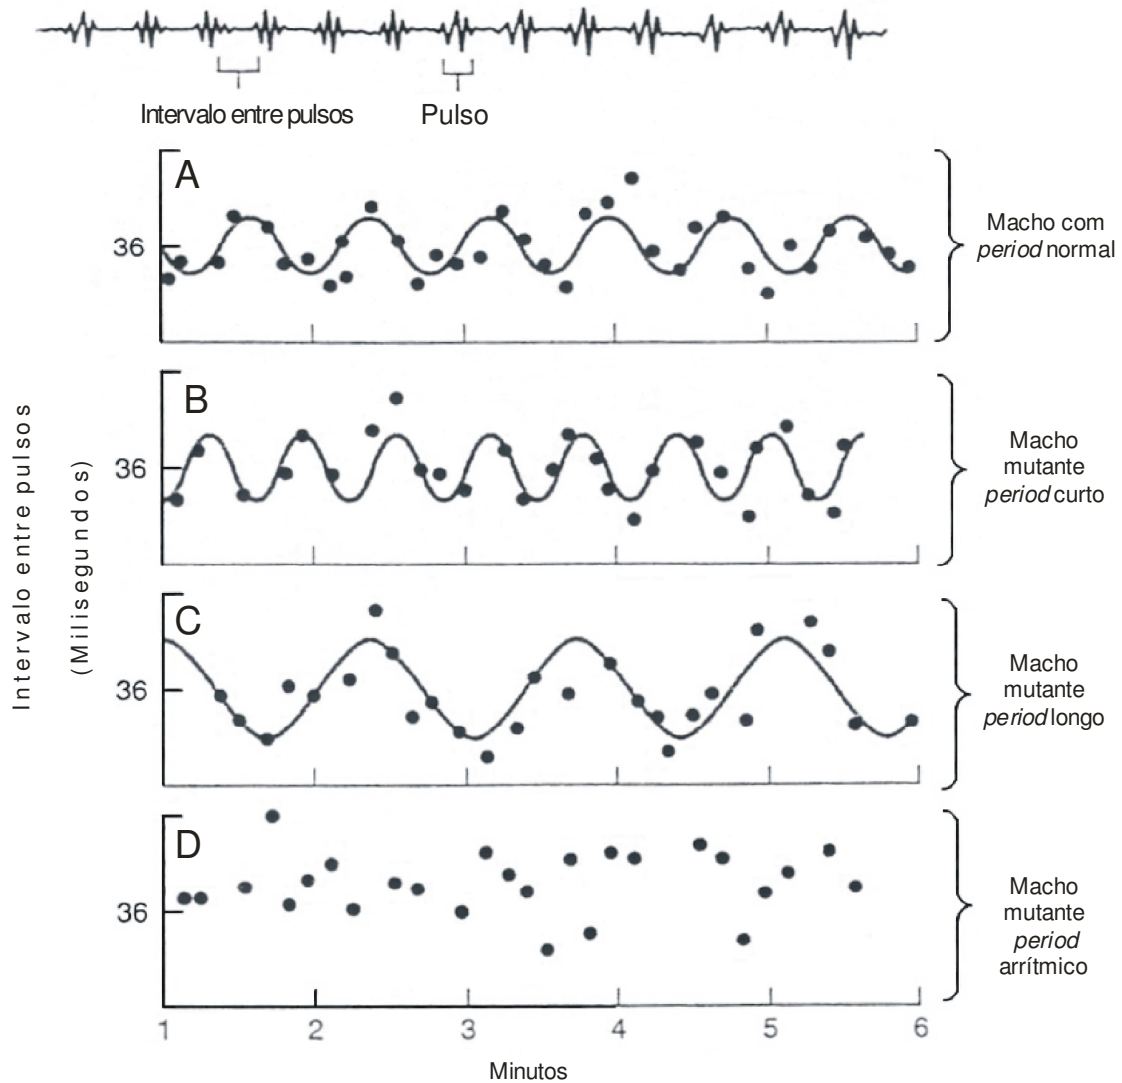 Intervalo entre pulsos
Pulso
A
36
Macho com
period normal
B
36
Macho
mutante
period curto
Intervalo entre pulsos
(Milisegundos)
C
36
Macho
mutante
period longo
D
36
Macho
mutante
period
arrítmico
1
2
3
4
5
6
Minutos